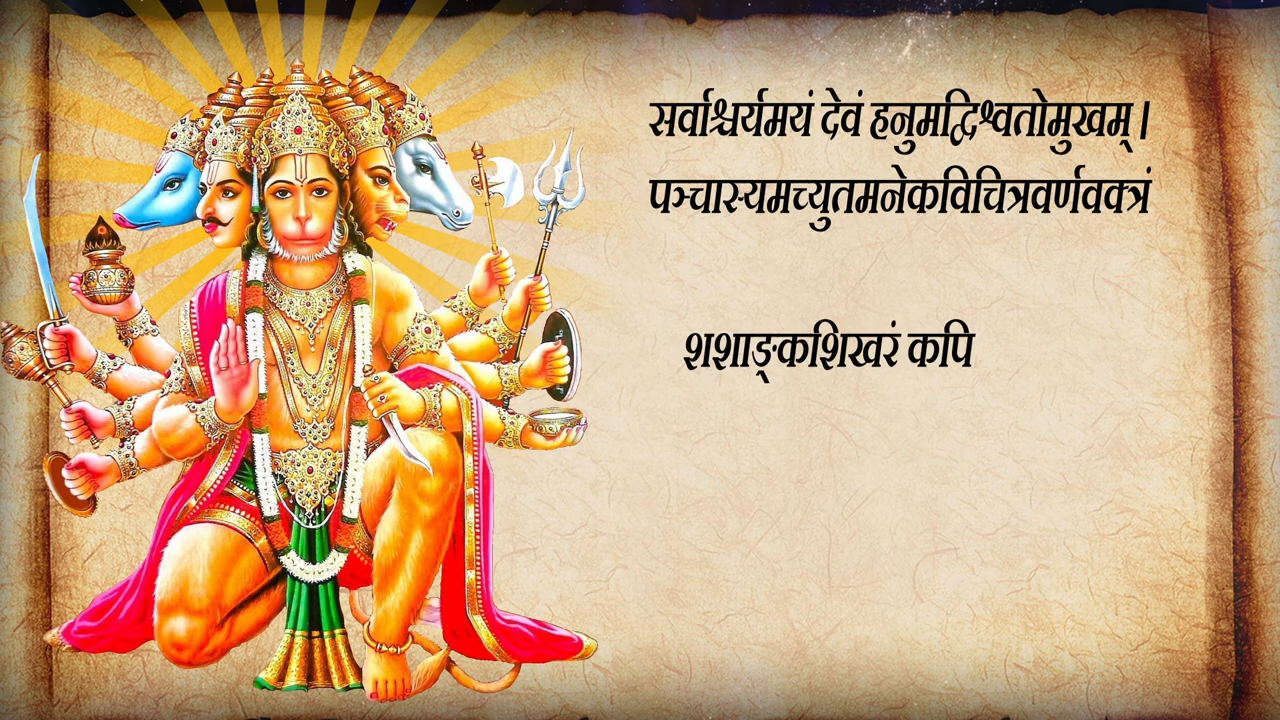 सर्वाश्चर्यमयं देवं हनुमद्विश्वतोमुखम् ।
पञ्चास्यमच्युतमनेकविचित्रवर्णवक्त्रं
शशाङ्कशिखरं कपि